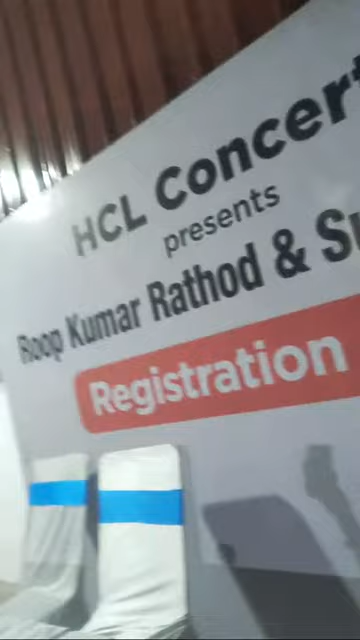 HCL Concert
presents
Roop Kumar Rathod &
Registration